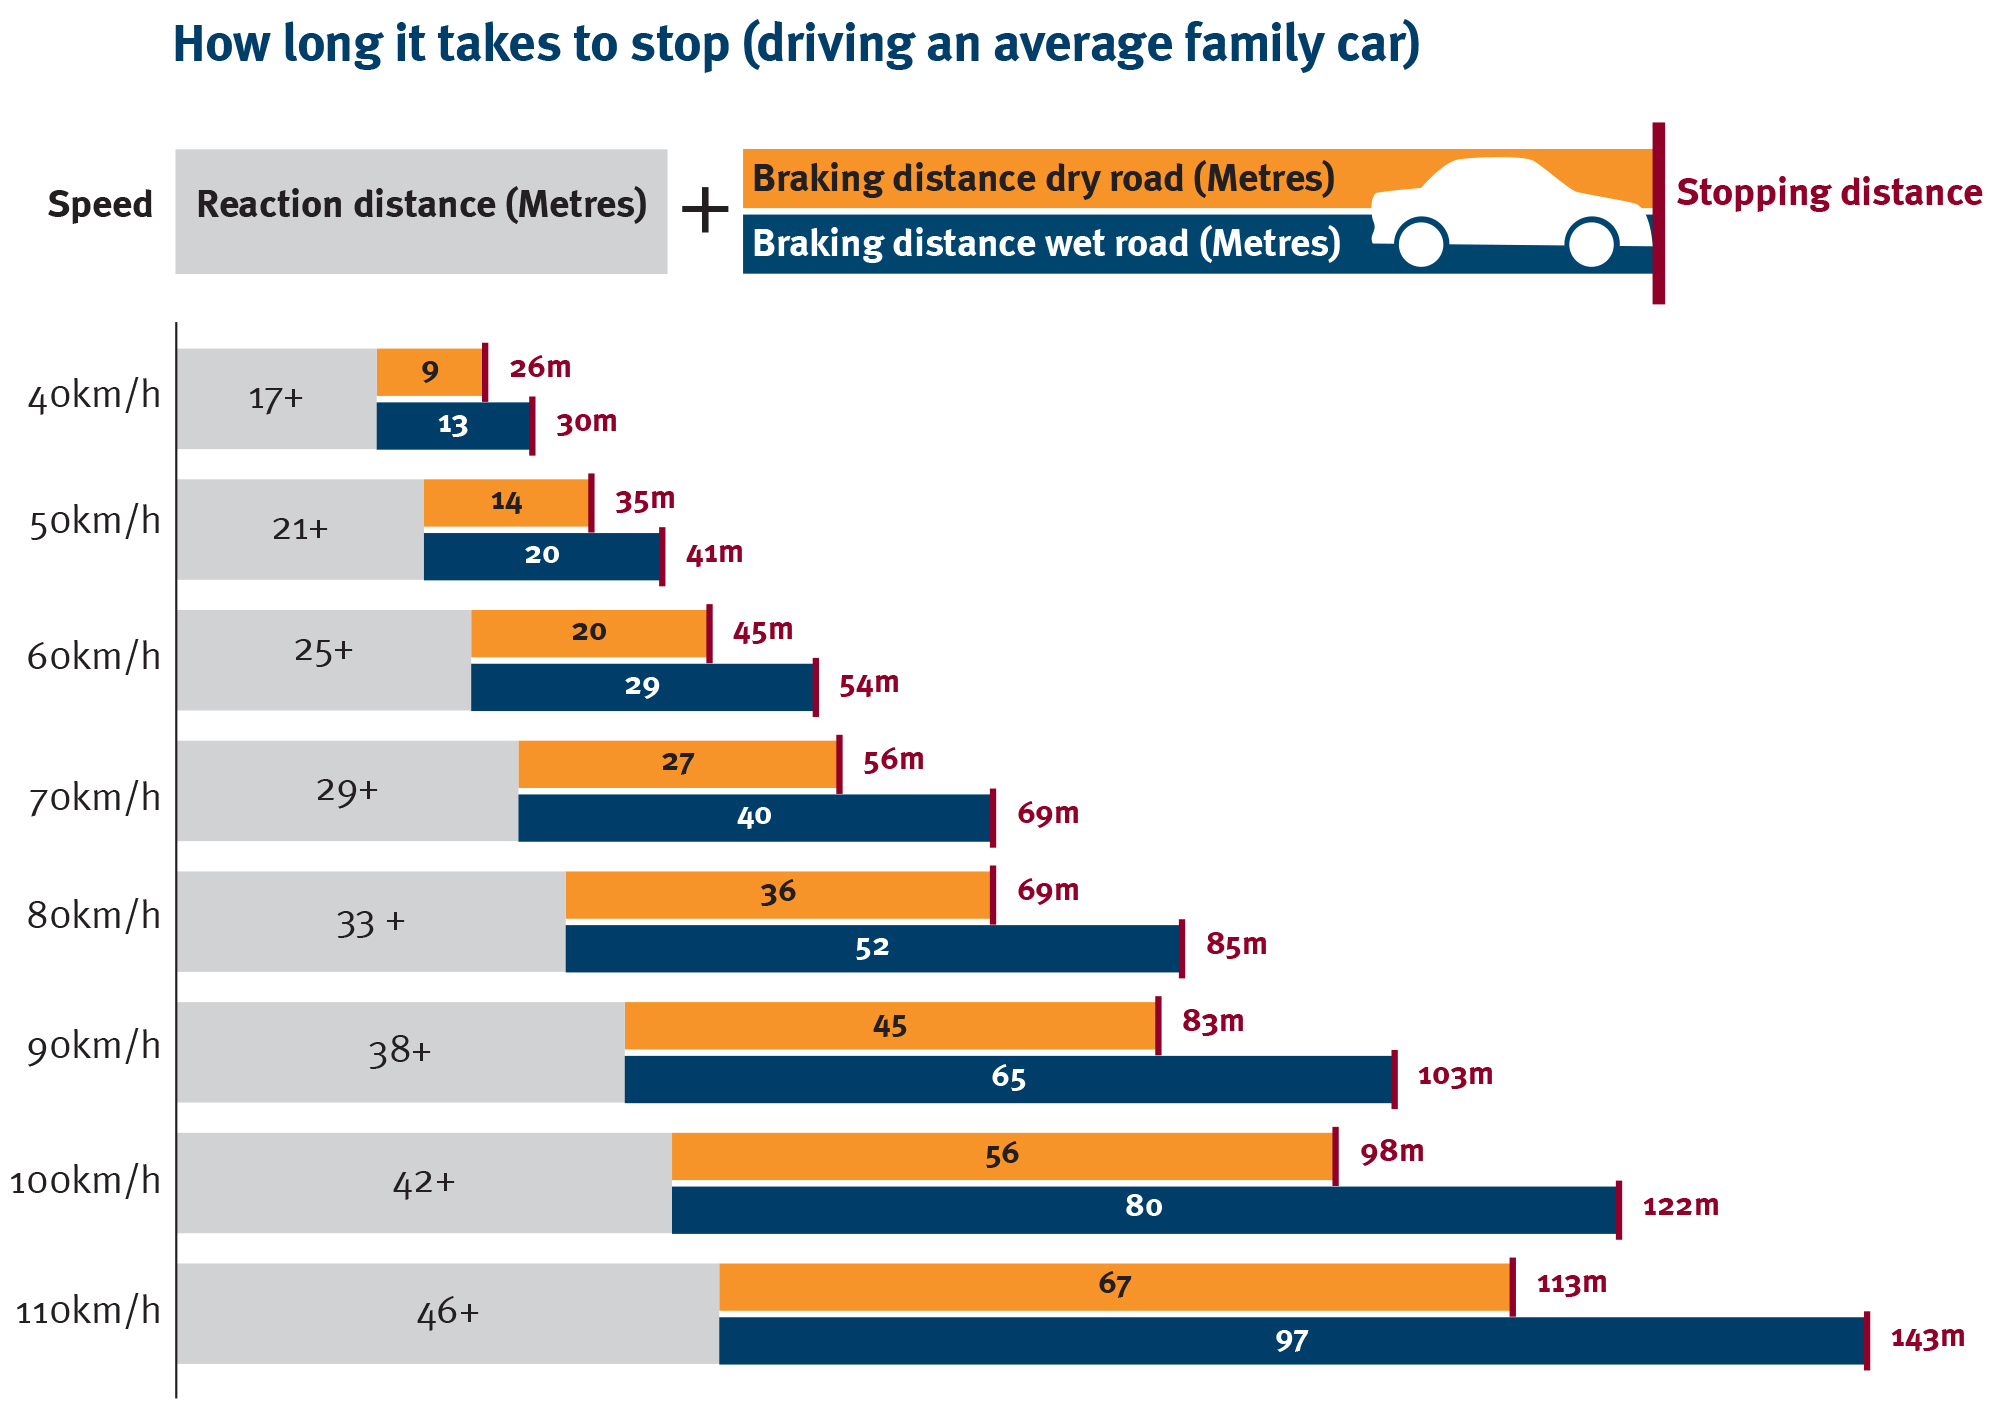 How long it takes to stop (driving an average family car)
Speed
Reaction distance (Metres)
+
Braking distance dry road (Metres)
Braking distance wet road (Metres)
Stopping distance
40km/h
17+
9
26m
13
30m
50km/h
21+
14
35m
20
41m
60km/h
25+
20
45m
29
54m
70km/h
29+
27
56m
40
69m
80km/h
33 +
36
69m
52
85m
90km/h
38+
45
83m
65
103m
100km/h
42+
56
98m
80
122m
110km/h
46+
67
113m
97
143m